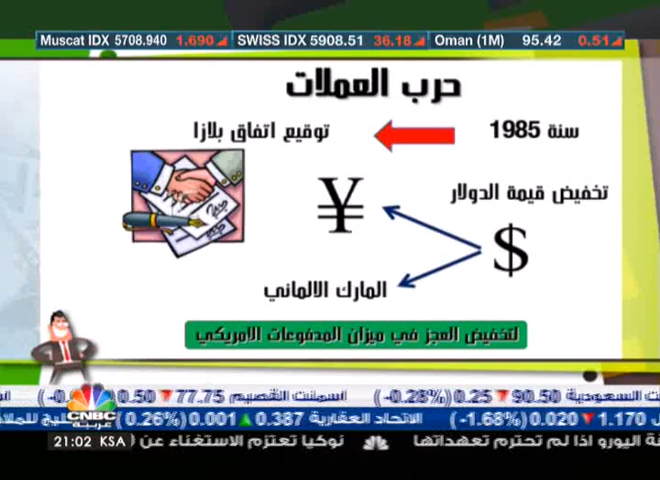 Muscat IDX 5708.940 1.690 SWISS IDX 5908.51 36.18 Oman (1M) 95.42 0.51
حرب العملات
سنة 1985
توقيع اتفاق بلازا
تخفيض قيمة الدولار
¥
$
المارك الالماني
لتخفيض العجز في ميزان المدفوعات الامريكي
ت السعودية 90.50 0.25 (-0.28%) اسمنت القصيم 77.75 0.50
1.170 0.020 (-1.68%) الاتحاد العقارية 0.387 0.001 (0.26%)
CNBC
عربية
21:02 KSA
ة اليورو اذا لم تحترم تعهداتها نوكيا تعتزم الاستغناء عن